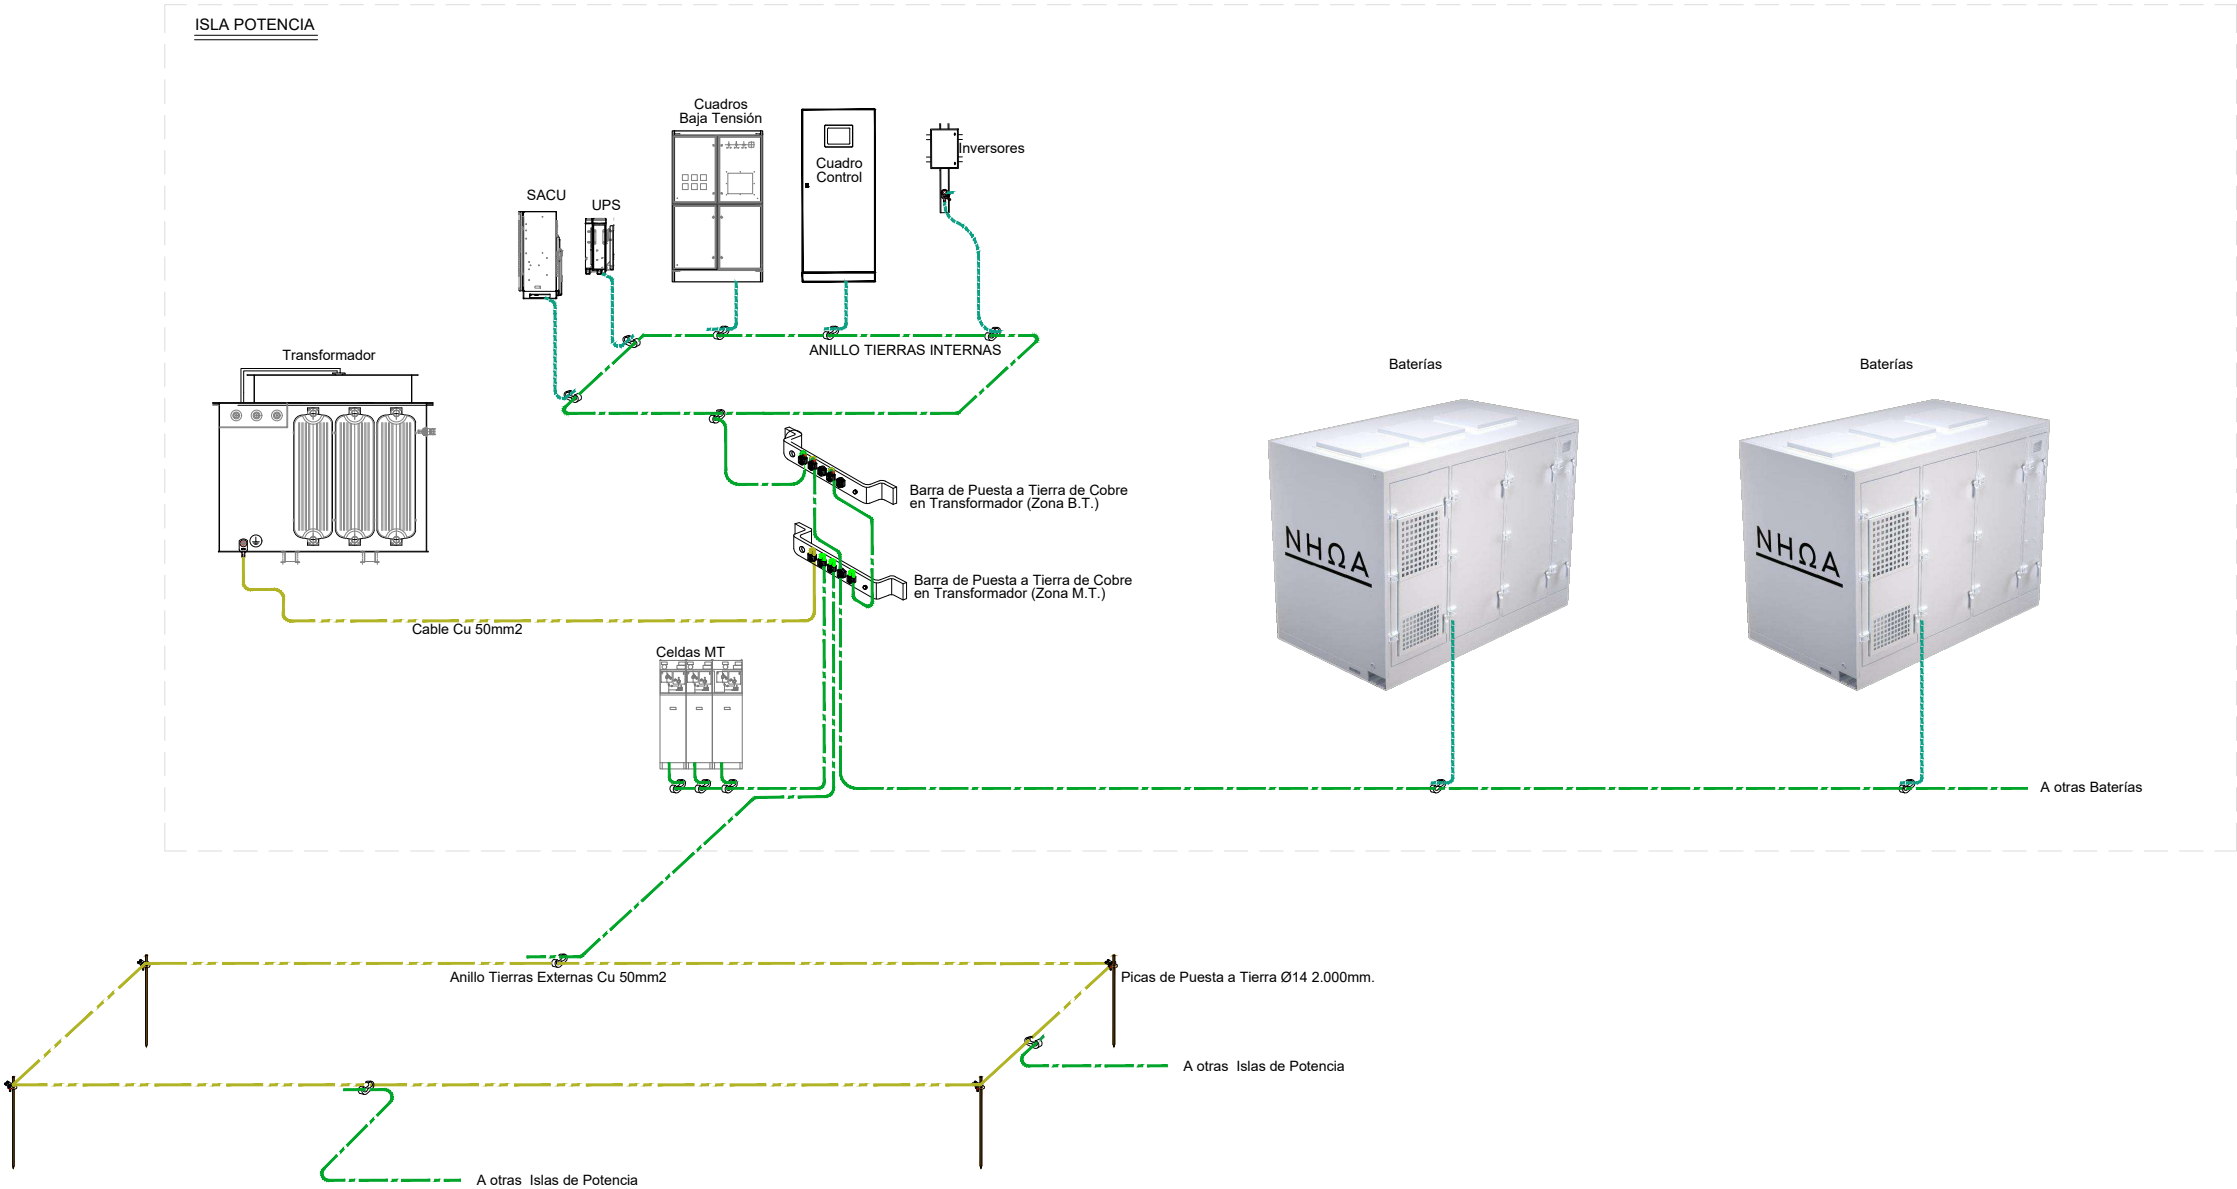 ISLA POTENCIA
Cuadros
Baja Tensión
Cuadro
Control
Inversores
SACU
UPS
ANILLO TIERRAS INTERNAS
Transformador
Baterías
Baterías
Barra de Puesta a Tierra de Cobre
en Transformador (Zona B.T.)
NHΩA
NHΩA
Barra de Puesta a Tierra de Cobre
en Transformador (Zona M.T.)
Cable Cu 50mm2
Celdas MT
A otras Baterías
Anillo Tierras Externas Cu 50mm2
Picas de Puesta a Tierra Ø14 2.000mm.
A otras Islas de Potencia
A otras Islas de Potencia